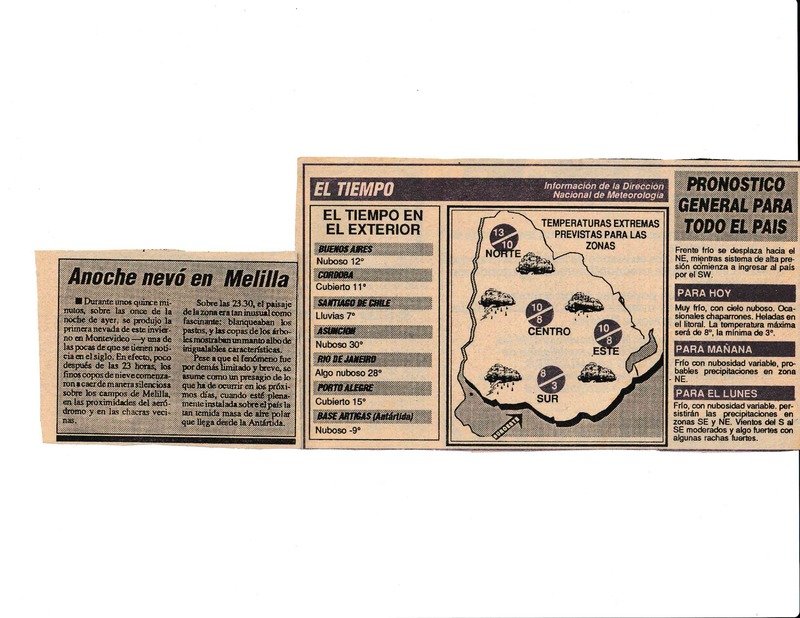 Anoche nevó en Melilla
■ Durante unos quince mi-
nutos, sobre las once de la
noche de ayer, se produjo la
primera nevada de este invier-
no en Montevideo —y una de
las pocas de que se tienen noti-
cia en el siglo. En efecto, poco
después de las 23 horas, los
finos copos de nieve comenza-
ron a caer de manera silenciosa
sobre los campos de Melilla,
en las proximidades del aeró-
dromo y en las chacras veci-
nas.
Sobre las 23.30, el paisaje
de la zona era tan inusual como
fascinante; blanqueaban los
pastos, y las copas de los árbo-
les mostraban un manto albo de
inigualables características.
Pese a que el fenómeno fue
por demás limitado y breve, se
asume como un presagio de lo
que ha de ocurrir en los próxi-
mos días, cuando esté plena-
mente instalada sobre el país la
tan temida masa de aire polar
que llega desde la Antártida.
EL TIEMPO
Información de la Dirección
Nacional de Meteorología
EL TIEMPO EN
EL EXTERIOR
BUENOS AIRES
Nuboso 12°
CORDOBA
Cubierto 11°
SANTIAGO DE CHILE
Lluvias 7°
ASUNCION
Nuboso 30°
RIO DE JANEIRO
Algo nuboso 28°
PORTO ALEGRE
Cubierto 15°
BASE ARTIGAS (Antártida)
Nuboso -9°
TEMPERATURAS EXTREMAS
PREVISTAS PARA LAS
ZONAS
13
10
NORTE
10
8
CENTRO
10
8
ESTE
8
3
SUR
PRONOSTICO
GENERAL PARA
TODO EL PAIS
Frente frío se desplaza hacia el
NE, mientras sistema de alta pre-
sión comienza a ingresar al país
por el SW.
PARA HOY
Muy frío, con cielo nuboso. Oca-
sionales chaparrones. Heladas en
el litoral. La temperatura máxima
será de 8°, la mínima de 3°.
PARA MAÑANA
Frío con nubosidad variable, pro-
bables precipitaciones en zona
NE.
PARA EL LUNES
Frío, con nubosidad variable, per-
sistirán las prcipitaciones en
zonas SE y NE. Vientos del S al
SE moderados y algo fuertes con
algunas rachas fuertes.